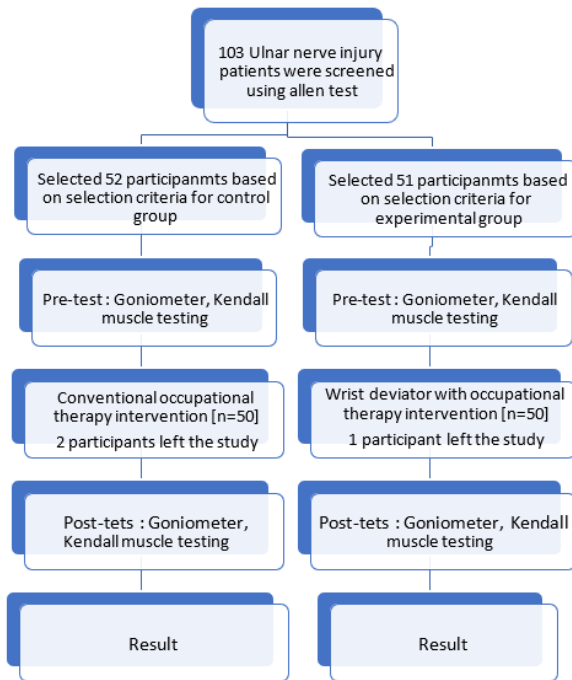 103 Ulnar nerve injury
patients were screened
using allen test
Selected 52 participanmts based
on selection criteria for control
group
Selected 51 participanmts based
on selection criteria for
experimental group
Pre-test : Goniometer, Kendall
muscle testing
Pre-test : Goniometer, Kendall
muscle testing
Conventional occupational
therapy intervention [n=50]
2 participants left the study
Wrist deviator with occupational
therapy intervention [n=50]
1 participant left the study
Post-tets : Goniometer,
Kendall muscle testing
Post-tets : Goniometer, Kendall
muscle testing
Result
Result